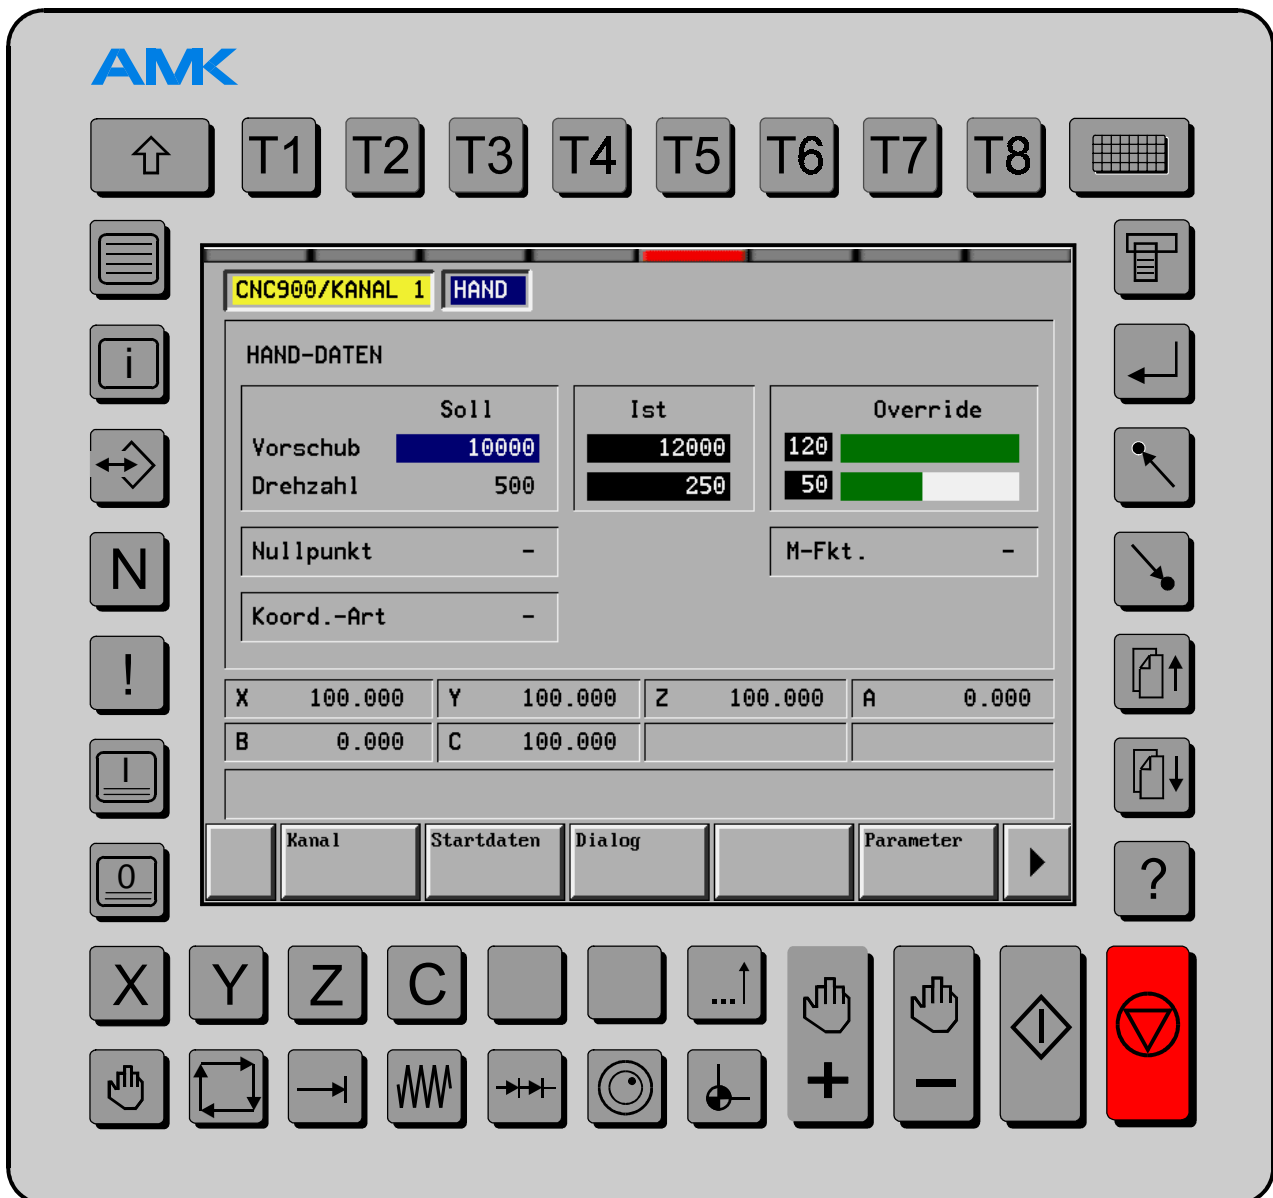 AMK
T1 T2 T3 T4 T5 T6 T7 T8
CNC900/KANAL 1 HAND
i
HAND-DATEN
Soll Ist Override
Vorschub 10000 12000 120
Drehzahl 500 250 50
N
Nullpunkt - M-Fkt. -
Koord.-Art -
!
X 100.000 Y 100.000 Z 100.000 A 0.000
B 0.000 C 100.000
I
Kanal Startdaten Dialog Parameter
0
?
X Y Z C ...
+ -